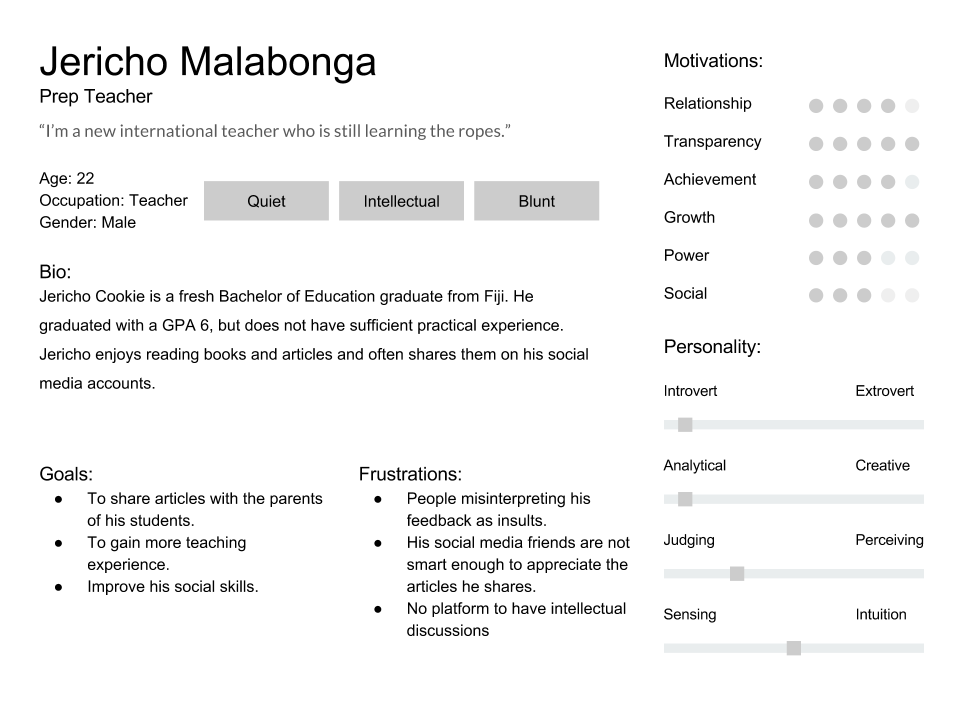 Jericho Malabonga
Prep Teacher
“I’m a new international teacher who is still learning the ropes.”
Age: 22
Occupation: Teacher
Gender: Male
Quiet
Intellectual
Blunt
Bio:
Jericho Cookie is a fresh Bachelor of Education graduate from Fiji. He
graduated with a GPA 6, but does not have sufficient practical experience.
Jericho enjoys reading books and articles and often shares them on his social
media accounts.
Goals:
● To share articles with the parents
of his students.
● To gain more teaching
experience.
● Improve his social skills.
Frustrations:
● People misinterpreting his
feedback as insults.
● His social media friends are not
smart enough to appreciate the
articles he shares.
● No platform to have intellectual
discussions
Motivations:
Relationship
Transparency
Achievement
Growth
Power
Social
Personality:
Introvert Extrovert
Analytical Creative
Judging Perceiving
Sensing Intuition